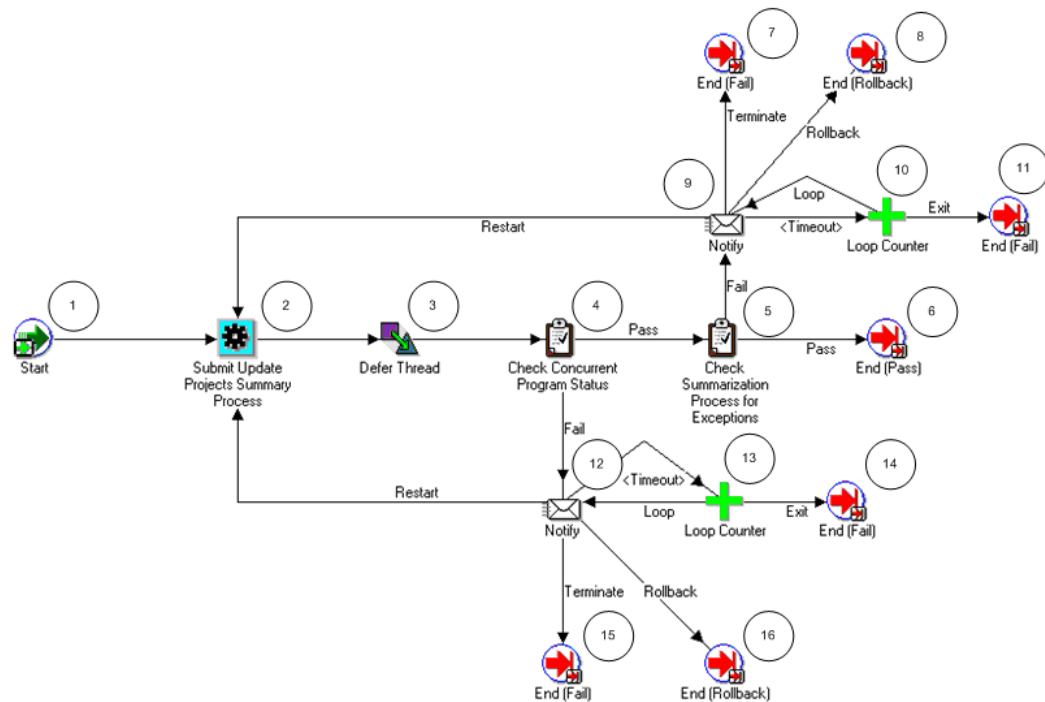 7
8
End (Fail)
End (Rollback)
Terminate
Rollback
9
10
11
Loop
Restart
<Timeout>
Exit
Notify
Loop Counter
End (Fail)
Fail
1
2
3
4
5
6
Pass
Pass
Start
Submit Update
Projects Summary
Process
Defer Thread
Check Concurrent
Program Status
Check
Summarization
Process for
Exceptions
End (Pass)
Fail
12
13
14
<Timeout>
Restart
Loop
Exit
Notify
Loop Counter
End (Fail)
Terminate
Rollback
15
16
End (Fail)
End (Rollback)